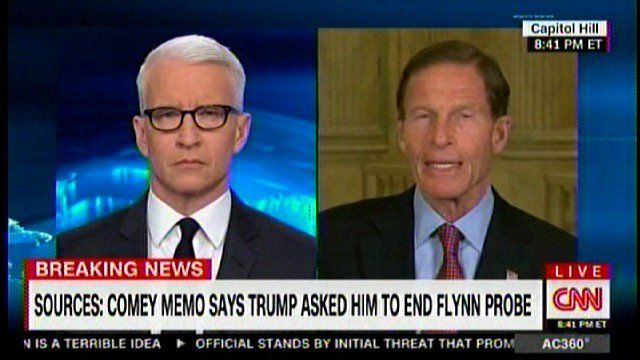 Capitol Hill
8:41 PM ET
BREAKING NEWS
LIVE
SOURCES: COMEY MEMO SAYS TRUMP ASKED HIM TO END FLYNN PROBE
CNN
8:41 PM ET
N IS A TERRIBLE IDEA ▸ OFFICIAL STANDS BY INITIAL THREAT THAT PROM
AC360°